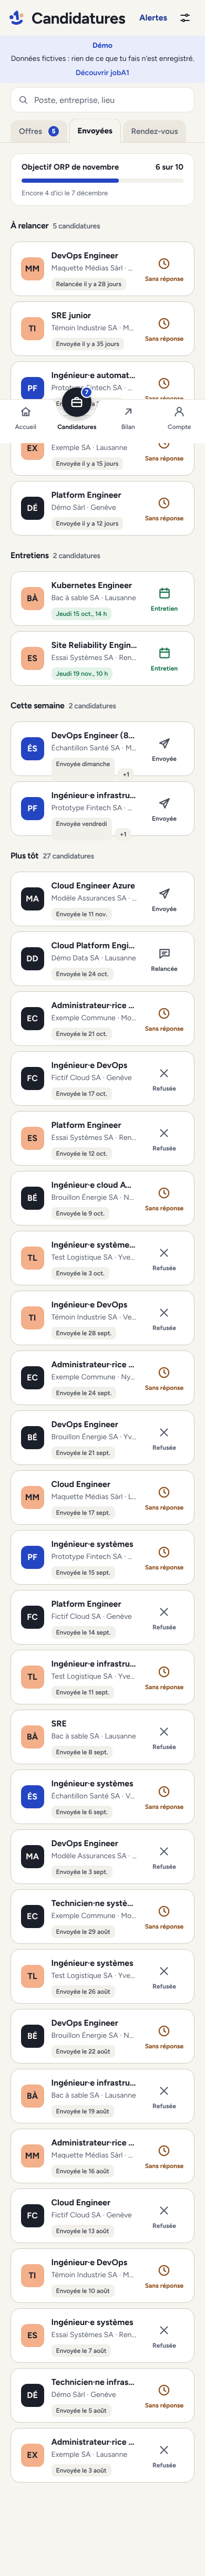 Candidatures
Alertes
Démo
Données fictives : rien de ce que tu fais n'est enregistré.
Découvrir jobA1
Poste, entreprise, lieu
Offres 5
Envoyées
Rendez-vous
Objectif ORP de novembre
6 sur 10
Encore 4 d'ici le 7 décembre
À relancer 5 candidatures
MM
DevOps Engineer
Maquette Médias Sàrl · ...
Relancée il y a 28 jours
Sans réponse
TI
SRE junior
Témoin Industrie SA · M...
Envoyée il y a 35 jours
Sans réponse
PF
Ingénieur·e automat...
Sans réponse
7
Accueil
Candidatures
Bilan
Compte
EX
Exemple SA · Lausanne
Envoyée il y a 15 jours
Sans réponse
Platform Engineer
Démo Sàrl · Genève
Envoyée il y a 12 jours
DÉ
Sans réponse
Entretiens 2 candidatures
BÀ
Kubernetes Engineer
Bac à sable SA · Lausanne
Jeudi 15 oct., 14 h
Entretien
ES
Site Reliability Engin...
Essai Systèmes SA · Ren...
Jeudi 19 nov., 10 h
Entretien
Cette semaine 2 candidatures
ÉS
DevOps Engineer (8...
Échantillon Santé SA · M...
Envoyée dimanche
+1
Envoyée
PF
Ingénieur·e infrastru...
Prototype Fintech SA · ...
Envoyée vendredi
+1
Envoyée
Plus tôt 27 candidatures
MA
Cloud Engineer Azure
Modèle Assurances SA · ...
Envoyée le 11 nov.
Envoyée
DD
Cloud Platform Engi...
Démo Data SA · Lausanne
Envoyée le 24 oct.
Relancée
EC
Administrateur·rice ...
Exemple Commune · Mo...
Envoyée le 21 oct.
Sans réponse
FC
Ingénieur·e DevOps
Fictif Cloud SA · Genève
Envoyée le 17 oct.
Refusée
ES
Platform Engineer
Essai Systèmes SA · Ren...
Envoyée le 12 oct.
Refusée
BÉ
Ingénieur·e cloud A...
Brouillon Énergie SA · N...
Envoyée le 9 oct.
Sans réponse
TL
Ingénieur·e système...
Test Logistique SA · Yve...
Envoyée le 3 oct.
Refusée
TI
Ingénieur·e DevOps
Témoin Industrie SA · Ve...
Envoyée le 28 sept.
Refusée
EC
Administrateur·rice ...
Exemple Commune · Ny...
Envoyée le 24 sept.
Sans réponse
BÉ
DevOps Engineer
Brouillon Énergie SA · Yv...
Envoyée le 21 sept.
Refusée
MM
Cloud Engineer
Maquette Médias Sàrl · L...
Envoyée le 17 sept.
Sans réponse
PF
Ingénieur·e systèmes
Prototype Fintech SA · ...
Envoyée le 15 sept.
Sans réponse
FC
Platform Engineer
Fictif Cloud SA · Genève
Envoyée le 14 sept.
Refusée
TL
Ingénieur·e infrastru...
Test Logistique SA · Yve...
Envoyée le 11 sept.
Sans réponse
BÀ
SRE
Bac à sable SA · Lausanne
Envoyée le 8 sept.
Refusée
ÉS
Ingénieur·e systèmes
Échantillon Santé SA · V...
Envoyée le 6 sept.
Sans réponse
MA
DevOps Engineer
Modèle Assurances SA · ...
Envoyée le 3 sept.
Refusée
EC
Technicien·ne systè...
Exemple Commune · Mo...
Envoyée le 29 août
Sans réponse
TL
Ingénieur·e systèmes
Test Logistique SA · Yve...
Envoyée le 26 août
Refusée
BÉ
DevOps Engineer
Brouillon Énergie SA · N...
Envoyée le 22 août
Sans réponse
BÀ
Ingénieur·e infrastru...
Bac à sable SA · Lausanne
Envoyée le 19 août
Refusée
MM
Administrateur·rice ...
Maquette Médias Sàrl · ...
Envoyée le 16 août
Sans réponse
FC
Cloud Engineer
Fictif Cloud SA · Genève
Envoyée le 13 août
Refusée
TI
Ingénieur·e DevOps
Témoin Industrie SA · M...
Envoyée le 10 août
Sans réponse
ES
Ingénieur·e systèmes
Essai Systèmes SA · Ren...
Envoyée le 7 août
Refusée
DÉ
Technicien·ne infras...
Démo Sàrl · Genève
Envoyée le 5 août
Sans réponse
EX
Administrateur·rice ...
Exemple SA · Lausanne
Envoyée le 3 août
Refusée